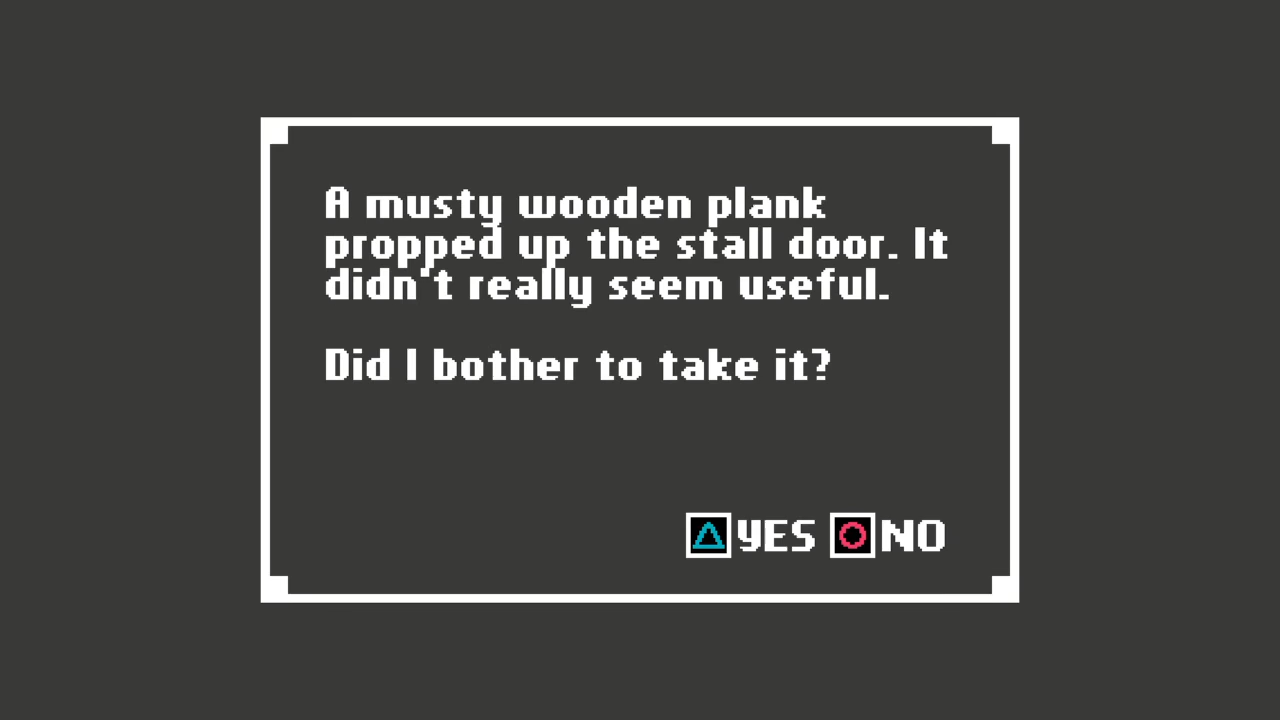 A musty wooden plank
propped up the stall door. It
didn't really seem useful.
Did I bother to take it?
YES NO